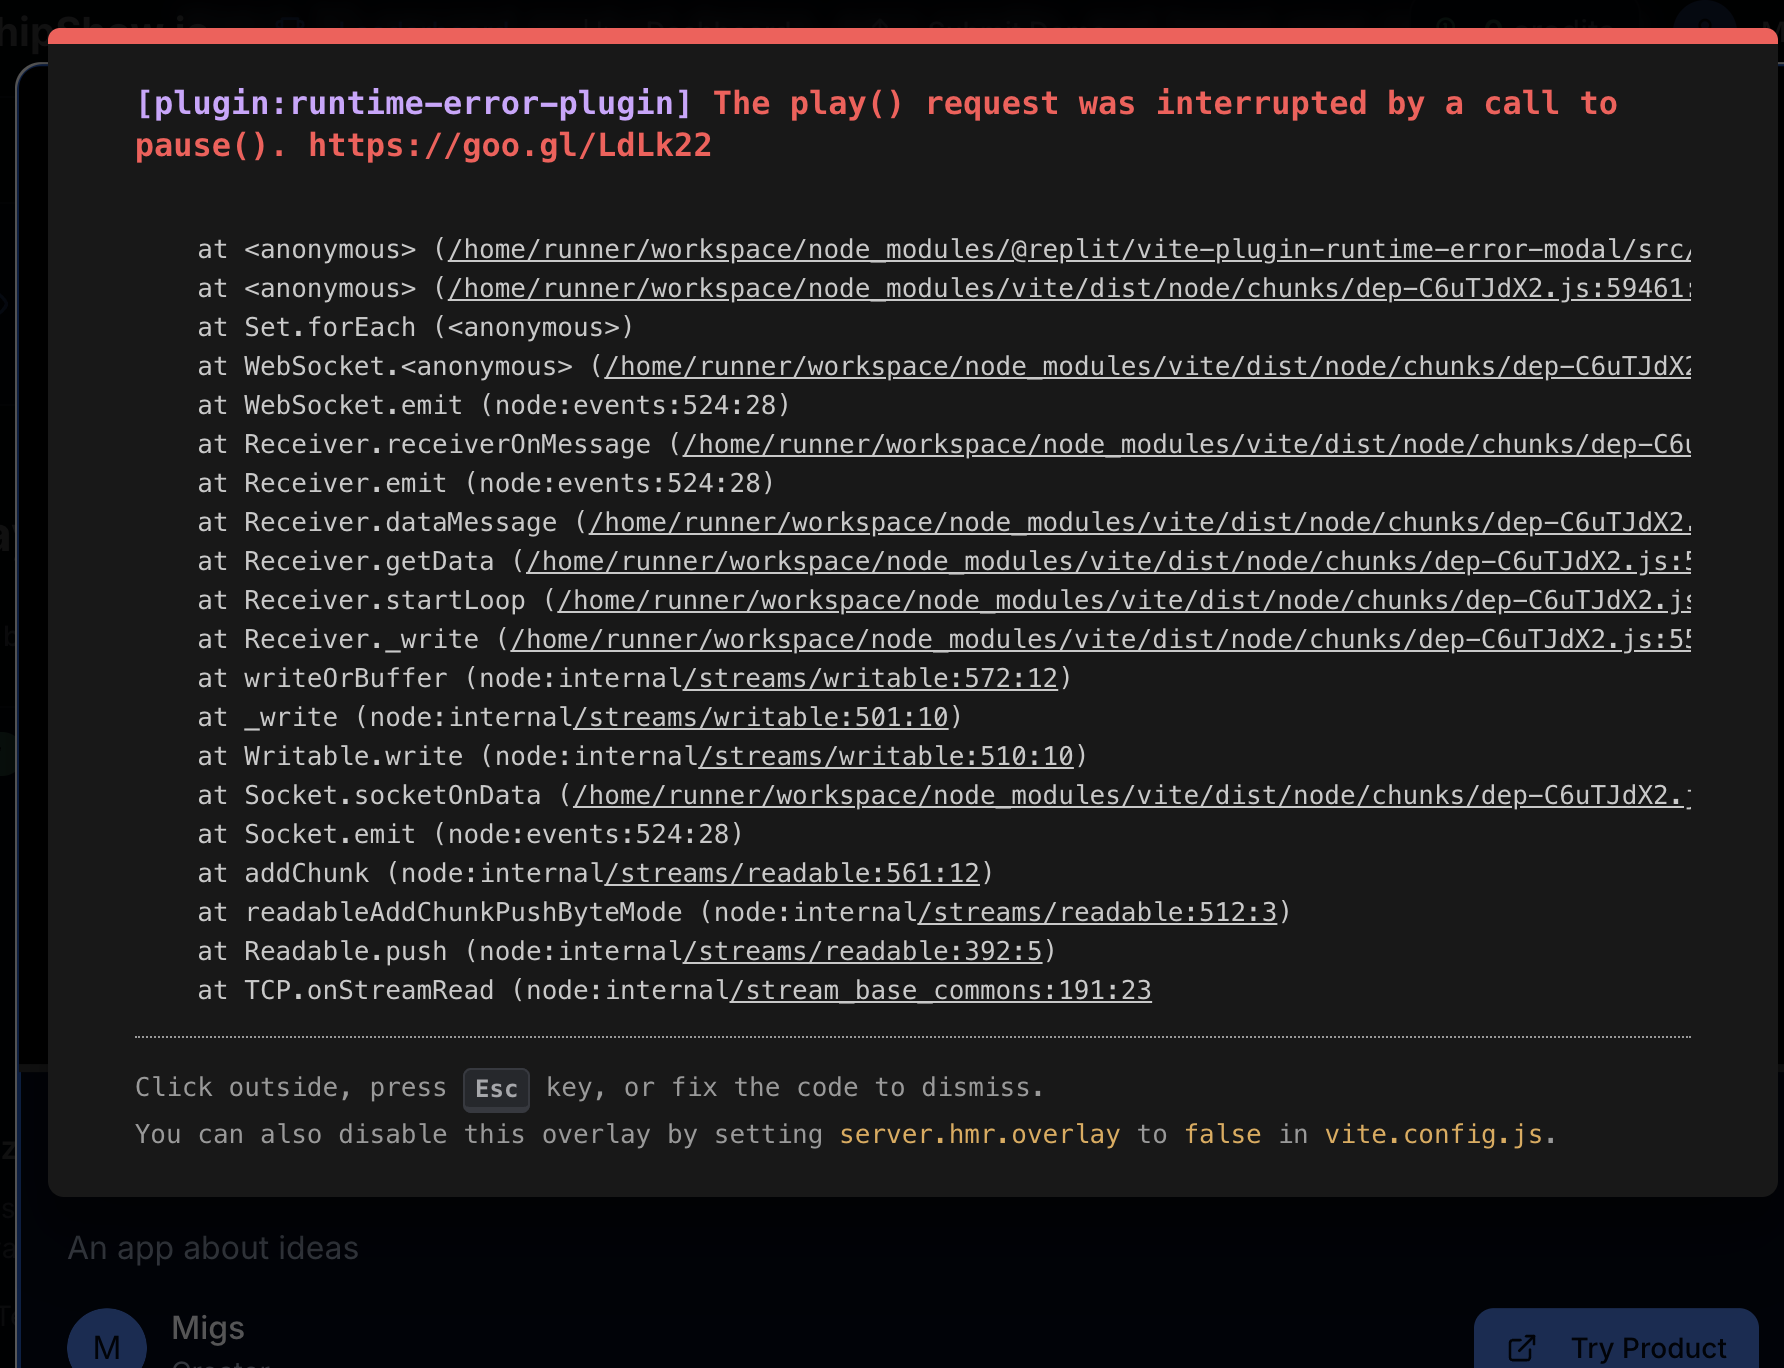 [plugin:runtime-error-plugin] The play() request was interrupted by a call to
pause(). https://goo.gl/LdLk22
at <anonymous> (/home/runner/workspace/node_modules/@replit/vite-plugin-runtime-error-modal/src/
at <anonymous> (/home/runner/workspace/node_modules/vite/dist/node/chunks/dep-C6uTJdX2.js:59461:
at Set.forEach (<anonymous>)
at WebSocket.<anonymous> (/home/runner/workspace/node_modules/vite/dist/node/chunks/dep-C6uTJdX2
at WebSocket.emit (node:events:524:28)
at Receiver.receiverOnMessage (/home/runner/workspace/node_modules/vite/dist/node/chunks/dep-C6u
at Receiver.emit (node:events:524:28)
at Receiver.dataMessage (/home/runner/workspace/node_modules/vite/dist/node/chunks/dep-C6uTJdX2.
at Receiver.getData (/home/runner/workspace/node_modules/vite/dist/node/chunks/dep-C6uTJdX2.js:5
at Receiver.startLoop (/home/runner/workspace/node_modules/vite/dist/node/chunks/dep-C6uTJdX2.js
at Receiver._write (/home/runner/workspace/node_modules/vite/dist/node/chunks/dep-C6uTJdX2.js:55
at writeOrBuffer (node:internal/streams/writable:572:12)
at _write (node:internal/streams/writable:501:10)
at Writable.write (node:internal/streams/writable:510:10)
at Socket.socketOnData (/home/runner/workspace/node_modules/vite/dist/node/chunks/dep-C6uTJdX2.j
at Socket.emit (node:events:524:28)
at addChunk (node:internal/streams/readable:561:12)
at readableAddChunkPushByteMode (node:internal/streams/readable:512:3)
at Readable.push (node:internal/streams/readable:392:5)
at TCP.onStreamRead (node:internal/stream_base_commons:191:23
Click outside, press Esc key, or fix the code to dismiss.
You can also disable this overlay by setting server.hmr.overlay to false in vite.config.js.
An app about ideas
M
Migs
Creator
Try Product